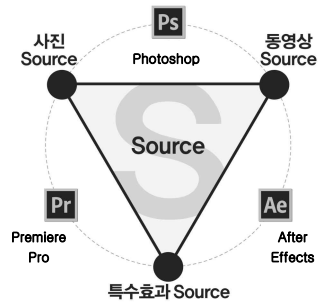 Ps
사진
Source
Photoshop
동영상
Source
S
Source
Pr
Premiere
Pro
Ae
After
Effects
특수효과 Source